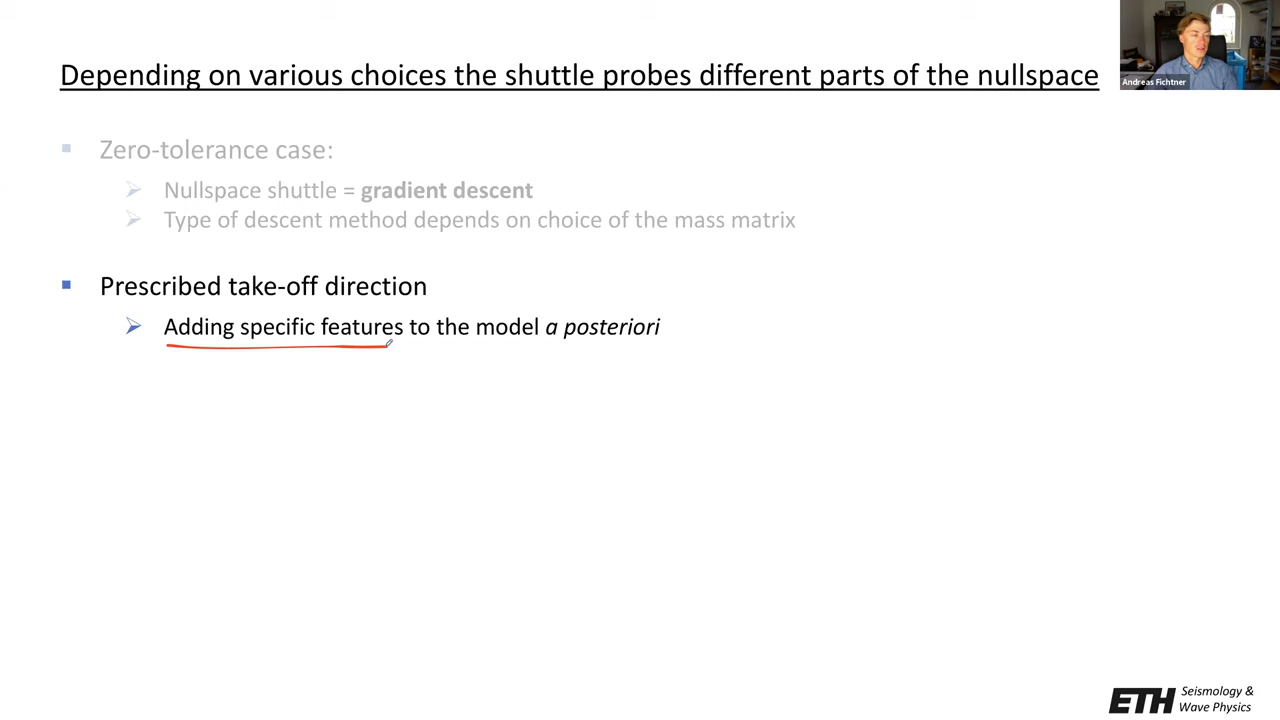 Depending on various choices the shuttle probes different parts of the nullspace
Andreas Fichtner
Zero-tolerance case:
Nullspace shuttle = gradient descent
Type of descent method depends on choice of the mass matrix
Prescribed take-off direction
Adding specific features to the model a posteriori
ETH Seismology &
Wave Physics